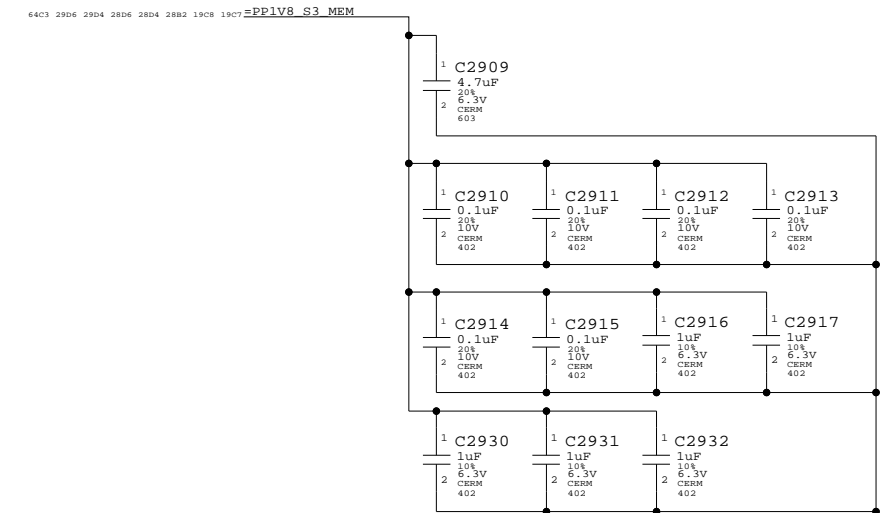 64C3 29D6 29D4 28D6 28D4 28B2 19C8 19C7 =PP1V8_S3_MEM
1 C2909
4.7uF
20%
6.3V
2 CERM
603
1 C2910 1 C2911 1 C2912 1 C2913
0.1uF 0.1uF 0.1uF 0.1uF
20% 20% 20% 20%
10V 10V 10V 10V
2 CERM 2 CERM 2 CERM 2 CERM
402 402 402 402
1 C2914 1 C2915 1 C2916 1 C2917
0.1uF 0.1uF 1uF 1uF
20% 20% 10% 10%
10V 10V 6.3V 6.3V
2 CERM 2 CERM 2 CERM 2 CERM
402 402 402 402
1 C2930 1 C2931 1 C2932
1uF 1uF 1uF
10% 10% 10%
6.3V 6.3V 6.3V
2 CERM 2 CERM 2 CERM
402 402 402